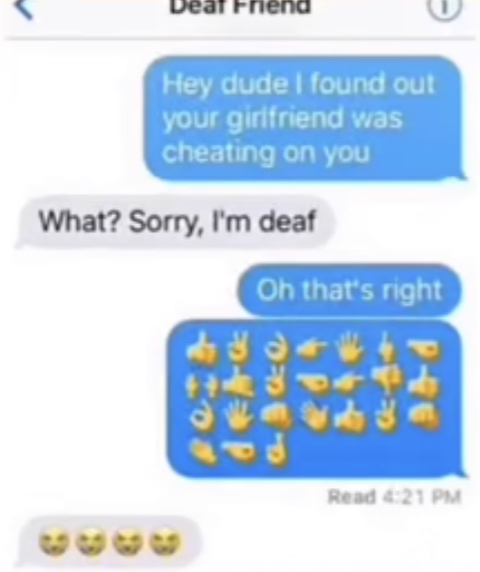 Deaf Friend
Hey dude I found out
your girlfriend was
cheating on you
What? Sorry, I'm deaf
Oh that's right
Read 4:21 PM